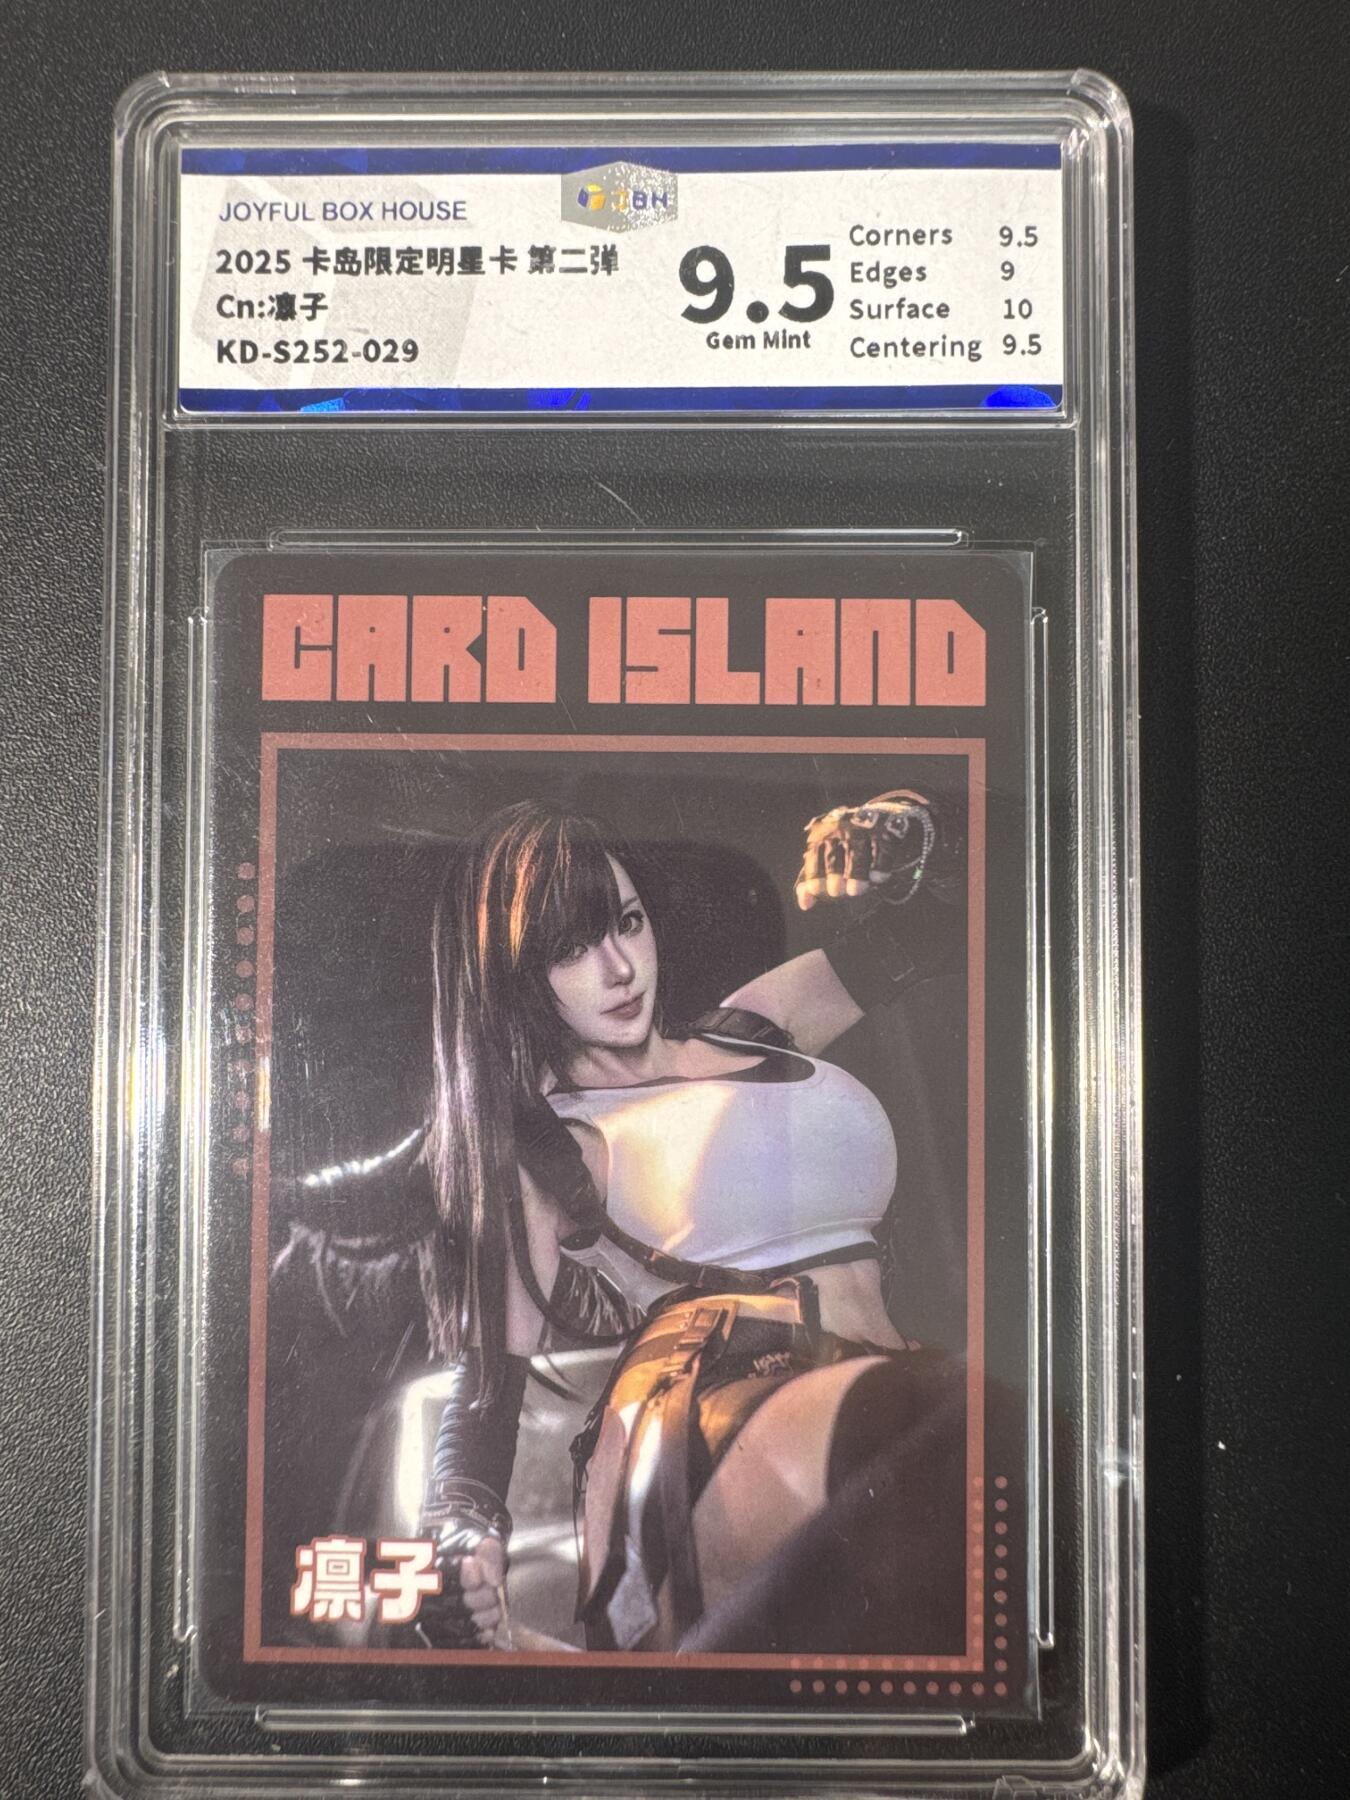 JOYFUL BOX HOUSE
JBH
2025 卡岛限定明星卡 第二弹
Cn:凛子
KD-S252-029
9.5
Gem Mint
Corners 9.5
Edges 9
Surface 10
Centering 9.5
CARD ISLAND
凛子